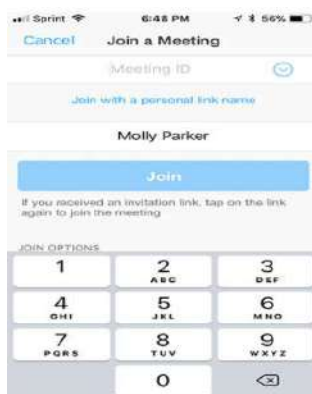 Sprint 6:48 PM 56%
Cancel Join a Meeting
Meeting ID
Join with a personal link name
Molly Parker
Join
If you received an invitation link, tap on the link
again to join the meeting
JOIN OPTIONS
1 2 3
ABC DEF
4 5 6
GHI JKL MNO
7 8 9
PQRS TUV WXYZ
0